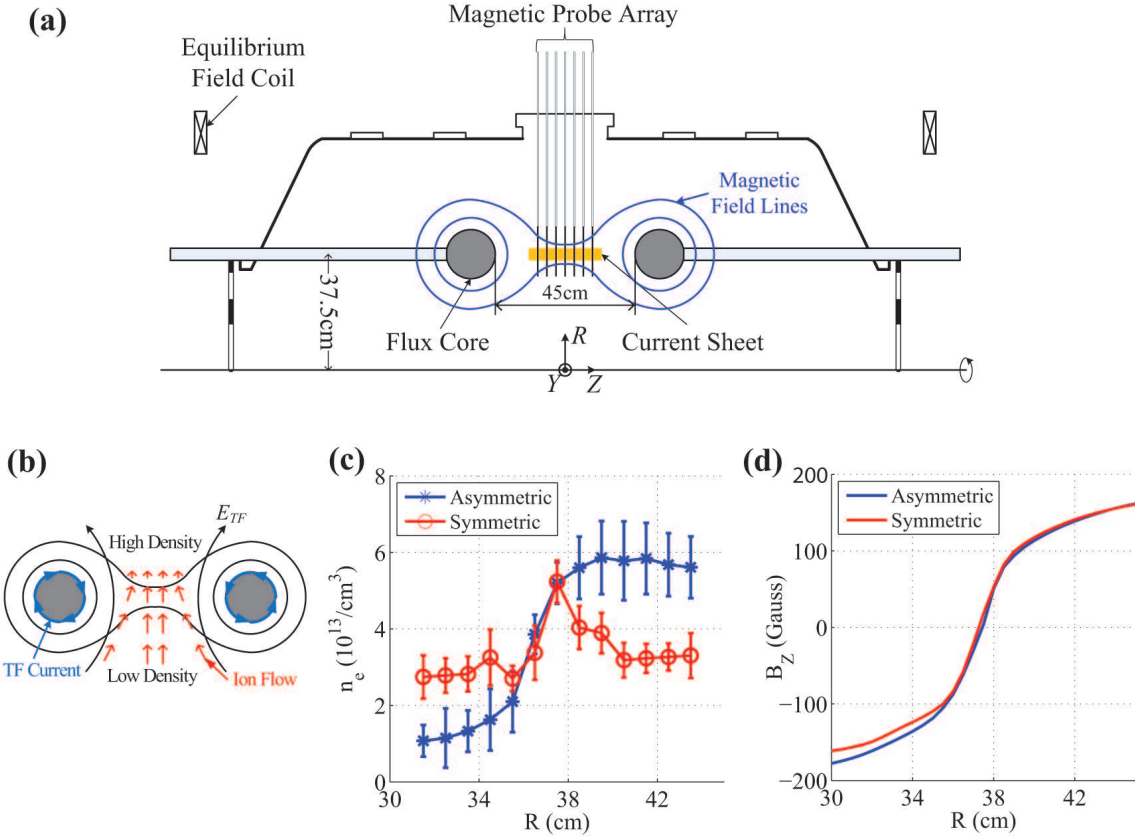 (a)
Magnetic Probe Array
Equilibrium
Field Coil
Magnetic
Field Lines
37.5cm
45cm
Flux Core
Current Sheet
R
Y
Z
(b)
E_TF
High Density
TF Current
Low Density
Ion Flow
(c)
8
6
4
2
0
n_e (10^13/cm^3)
Asymmetric
Symmetric
30
34
38
42
R (cm)
(d)
200
100
0
−100
−200
B_Z (Gauss)
Asymmetric
Symmetric
30
34
38
42
R (cm)